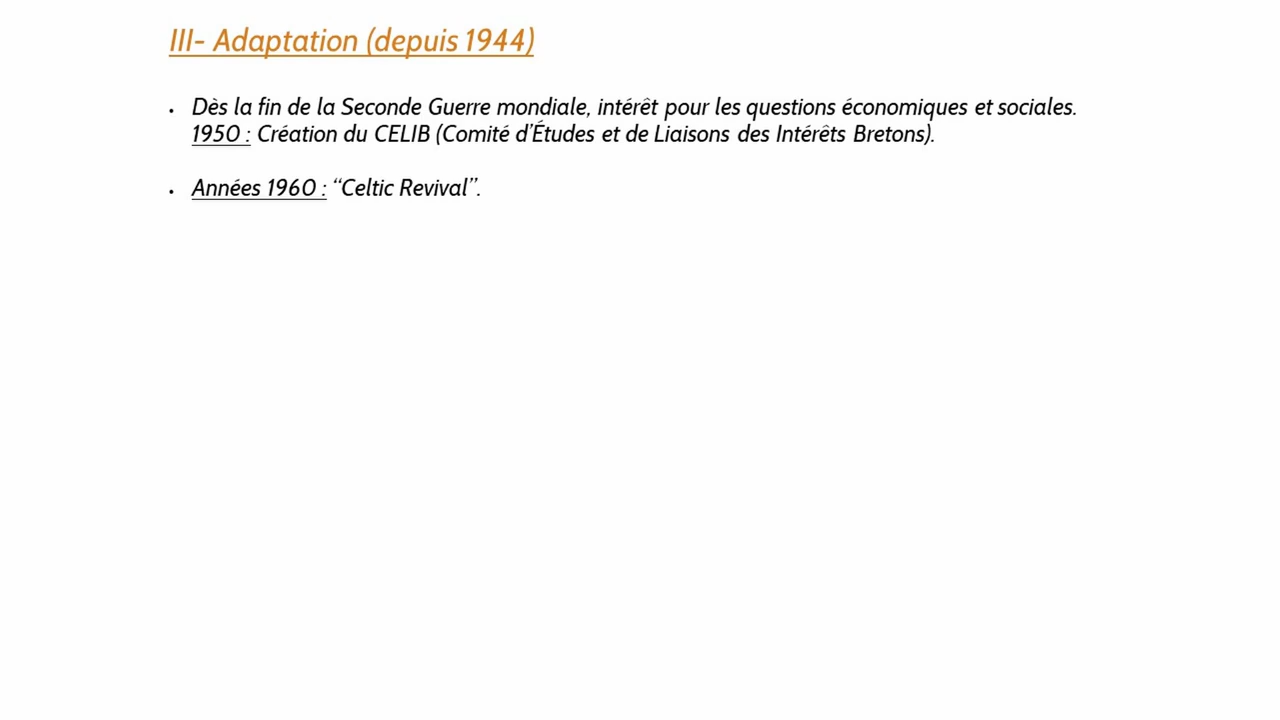 III- Adaptation (depuis 1944)
• Dès la fin de la Seconde Guerre mondiale, intérêt pour les questions économiques et sociales.
1950 : Création du CELIB (Comité d’Études et de Liaisons des Intérêts Bretons).
• Années 1960 : “Celtic Revival”.